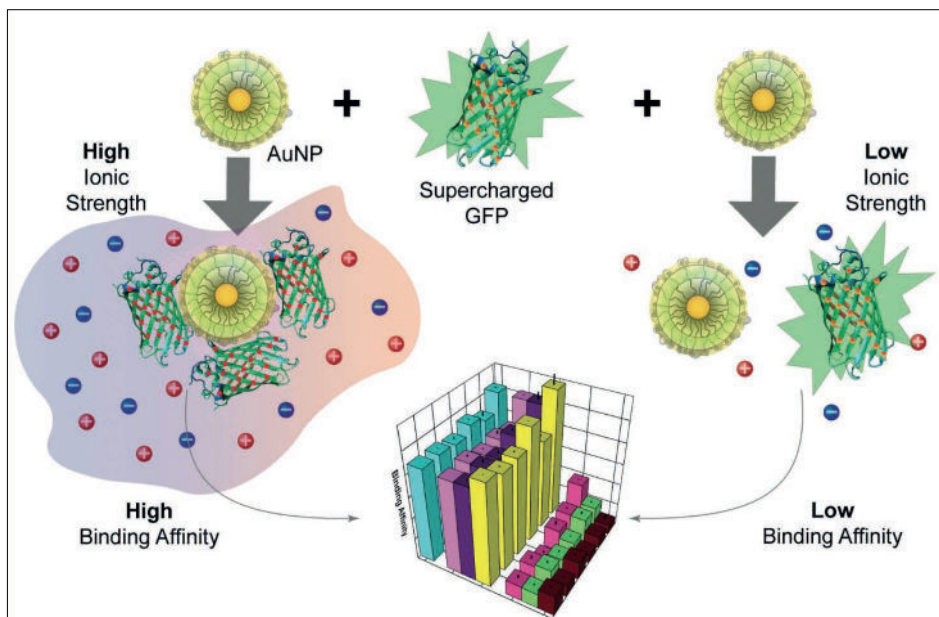 +
+
AuNP
Supercharged
GFP
High
Ionic
Strength
Low
Ionic
Strength
Binding Affinity
High
Binding Affinity
Low
Binding Affinity